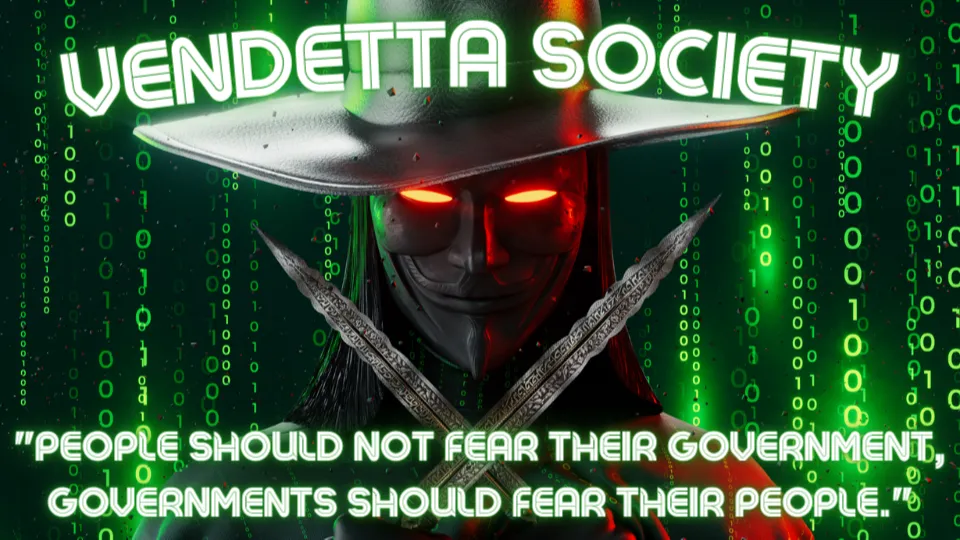 VENDETTA SOCIETY
"PEOPLE SHOULD NOT FEAR THEIR GOVERNMENT,
GOVERNMENTS SHOULD FEAR THEIR PEOPLE."